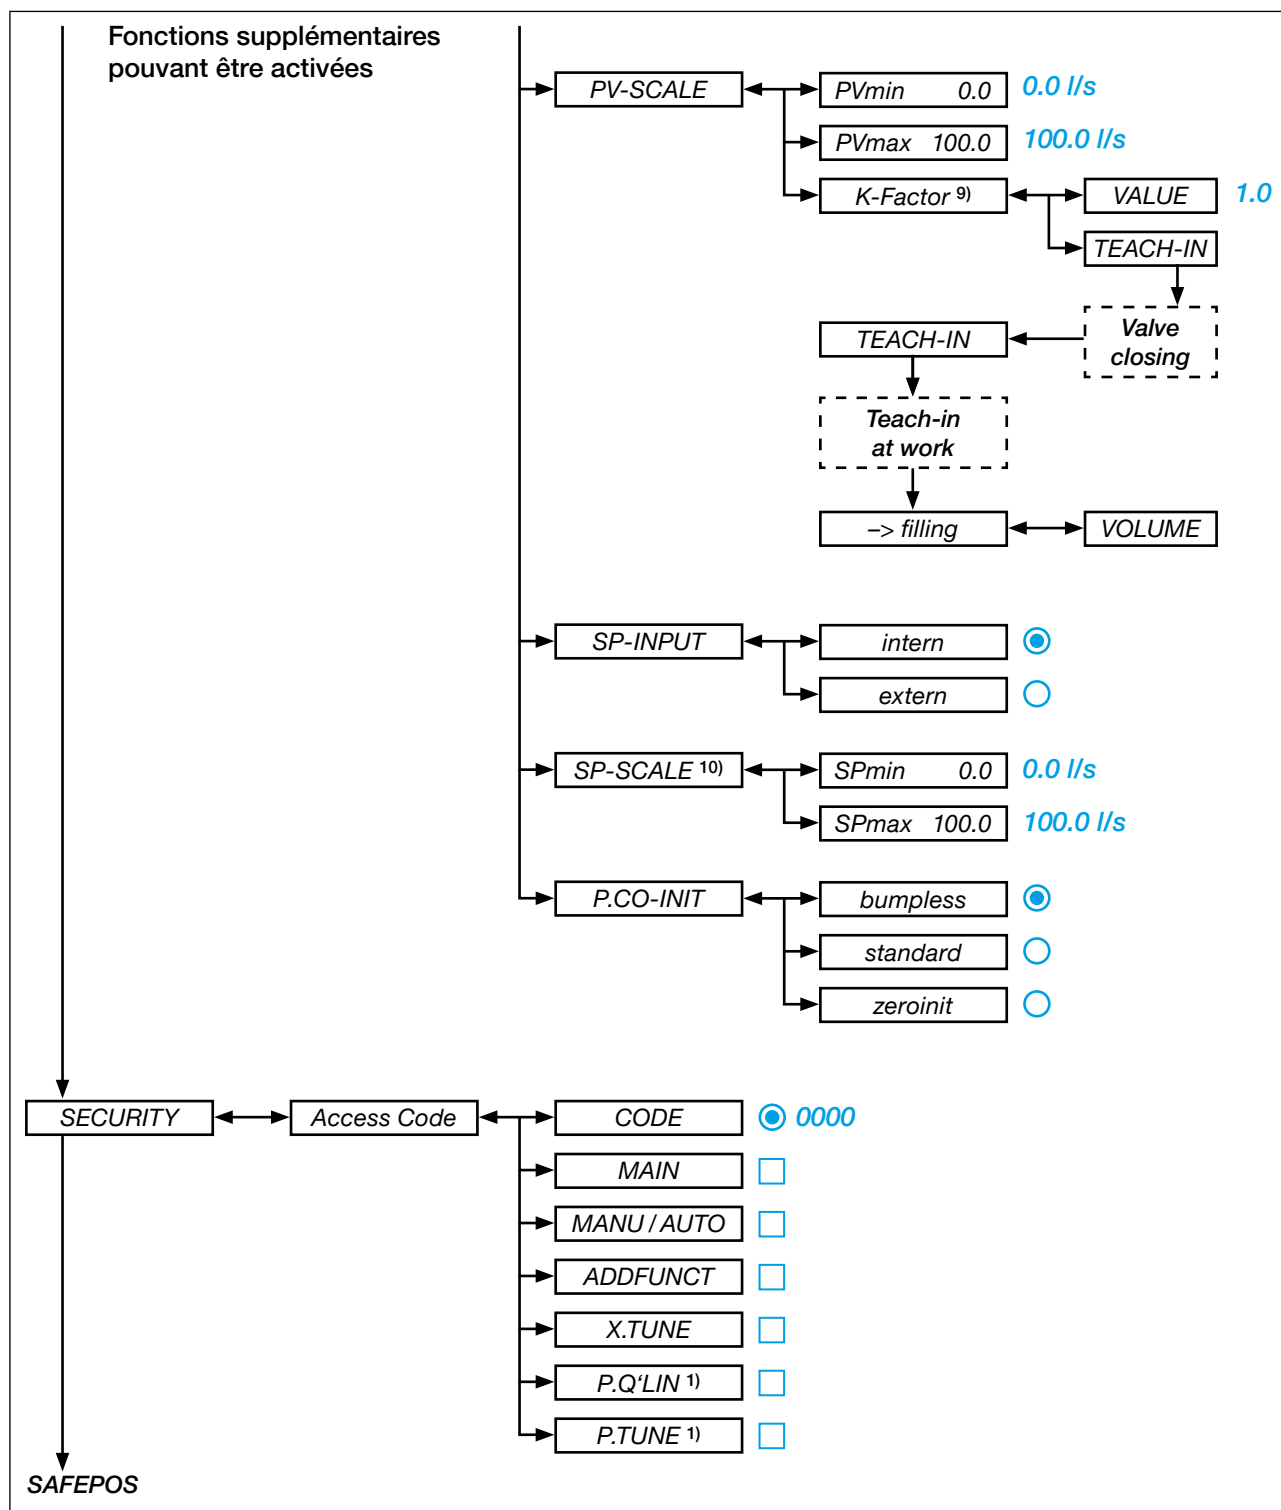 Fonctions supplémentaires
pouvant être activées
PV-SCALE
PVmin 0.0
0.0 l/s
PVmax 100.0
100.0 l/s
K-Factor 9)
VALUE
1.0
TEACH-IN
Valve
closing
TEACH-IN
Teach-in
at work
–> filling
VOLUME
SP-INPUT
intern
extern
SP-SCALE 10)
SPmin 0.0
0.0 l/s
SPmax 100.0
100.0 l/s
P.CO-INIT
bumpless
standard
zeroinit
SECURITY
Access Code
CODE
0000
MAIN
MANU / AUTO
ADDFUNCT
X.TUNE
P.Q‘LIN 1)
P.TUNE 1)
SAFEPOS